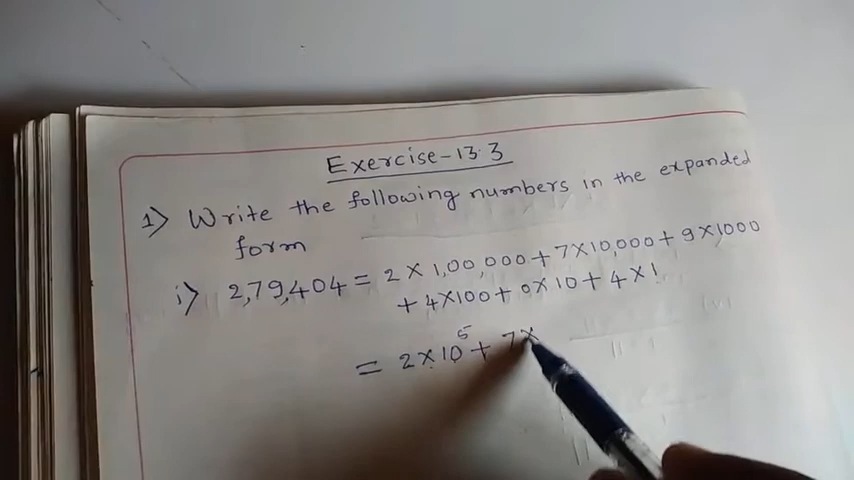 Exercise-13.3
1> Write the following numbers in the expanded
form
i> 2,79,404 = 2×1,00,000+7×10,000+9×1000
+4×100+0×10+4×1
= 2×10⁵+7×